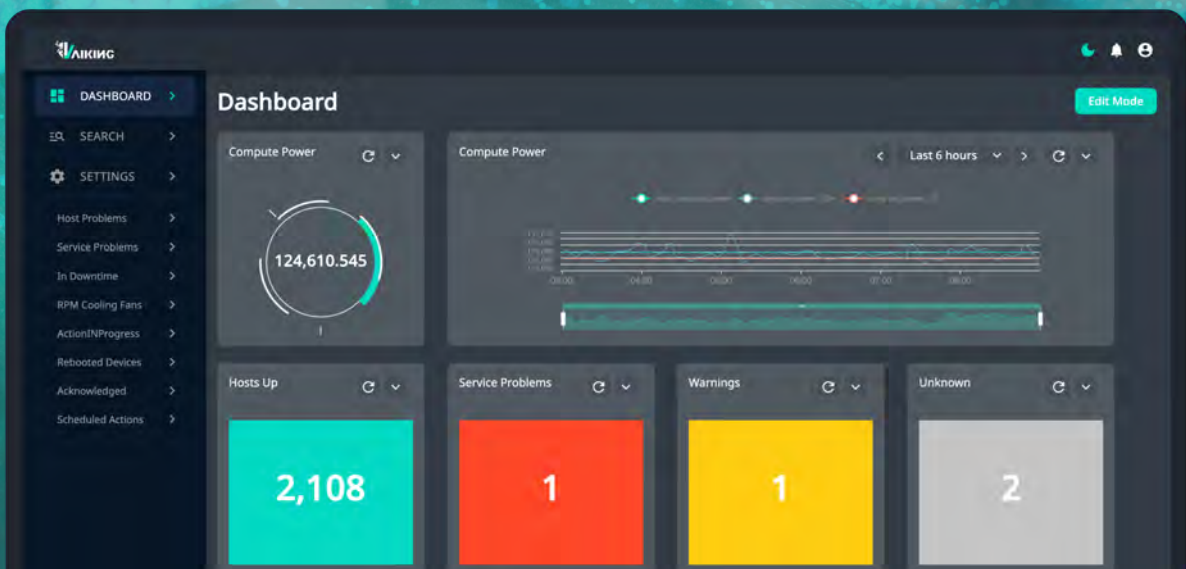 VAIKING
DASHBOARD
SEARCH
SETTINGS
Host Problems
Service Problems
In Downtime
RPM Cooling Fans
ActionINProgress
Rebooted Devices
Acknowledged
Scheduled Actions
Dashboard
Edit Mode
Compute Power
124,610.545
Compute Power
Last 6 hours
03:00 04:00 05:00 06:00 07:00 08:00
Hosts Up
2,108
Service Problems
1
Warnings
1
Unknown
2